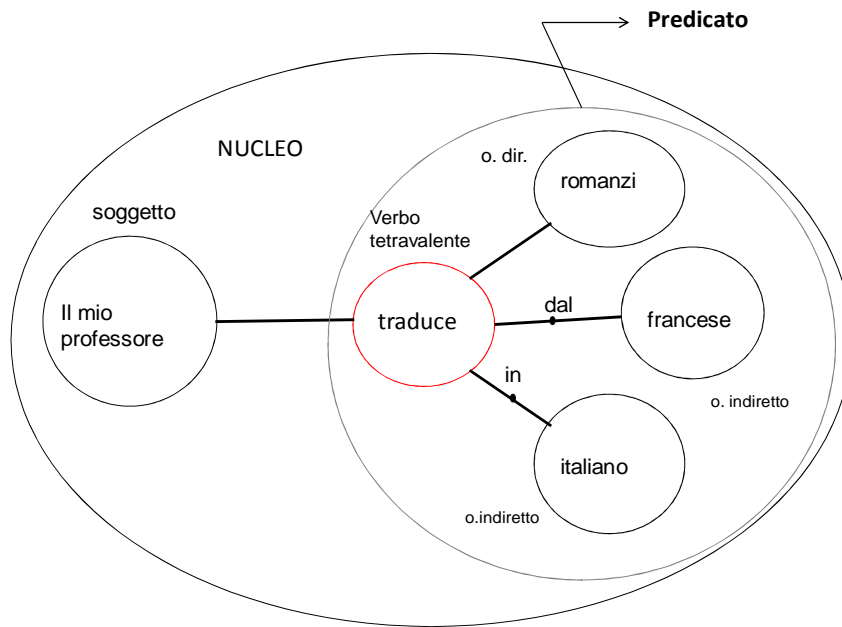 Predicato
NUCLEO
o. dir.
romanzi
soggetto
Verbo
tetravalente
Il mio
professore
traduce
dal
francese
in
o. indiretto
italiano
o.indiretto